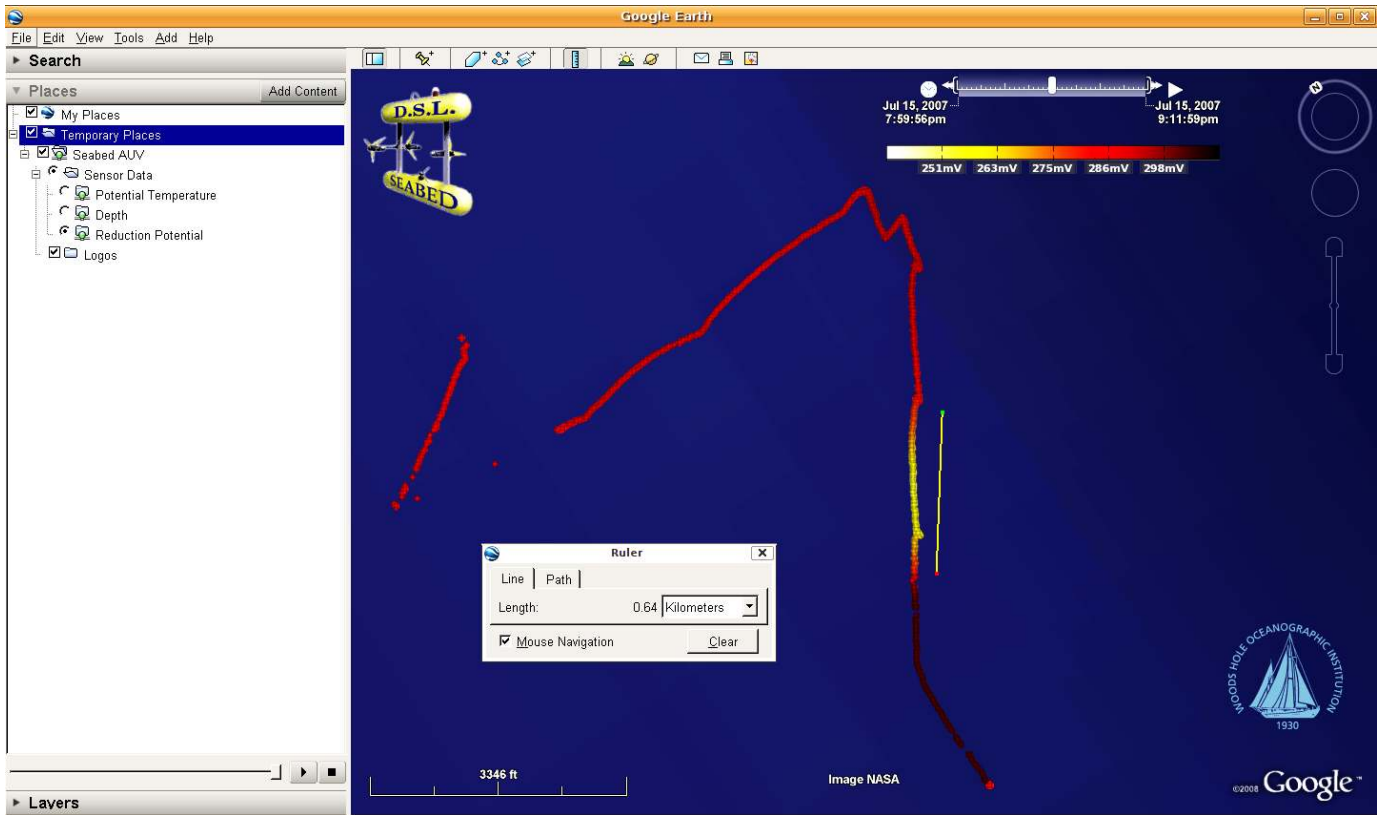 Google Earth
File Edit View Tools Add Help
Search
Places
Add Content
My Places
Temporary Places
Seabed AUV
Sensor Data
Potential Temperature
Depth
Reduction Potential
Logos
Layers
D.S.L.
SEABED
Jul 15, 2007
7:59:56pm
Jul 15, 2007
9:11:59pm
N
251mV 263mV 275mV 286mV 298mV
Ruler
Line Path
Length: 0.64 Kilometers
Mouse Navigation Clear
3346 ft
Image NASA
WOODS HOLE OCEANOGRAPHIC INSTITUTION
1930
©2008 Google™